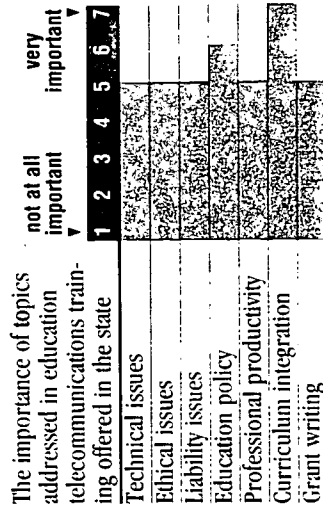 The importance of topics
addressed in education
telecommunications train-
ing offered in the state
not at all
important
very
important
1 2 3 4 5 6 7
Technical issues
Ethical issues
Liability issues
Education policy
Professional productivity
Curriculum integration
Grant writing